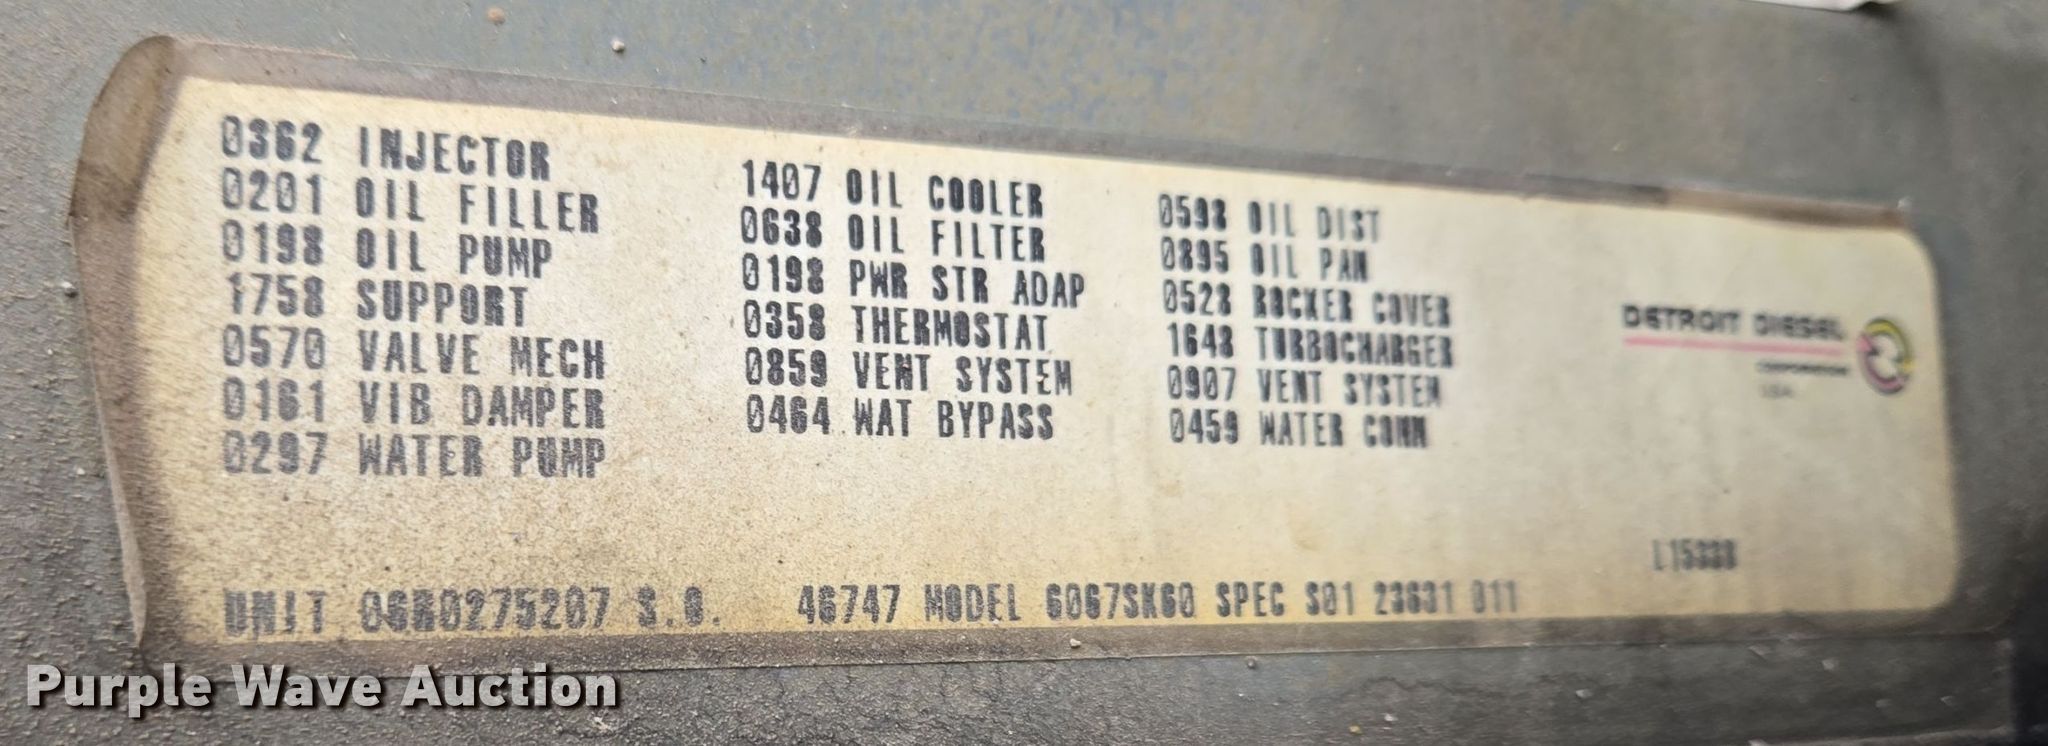 0362 INJECTOR
0201 OIL FILLER
0198 OIL PUMP
1758 SUPPORT
0570 VALVE MECH
0161 VIB DAMPER
0297 WATER PUMP
1407 OIL COOLER
0638 OIL FILTER
0198 PWR STR ADAP
0358 THERMOSTAT
0859 VENT SYSTEM
0464 WAT BYPASS
0598 OIL DIST
0895 OIL PAN
0528 ROCKER COVER
1648 TURBOCHARGER
0907 VENT SYSTEM
0459 WATER CONN
DETROIT DIESEL
CORPORATION
USA
UNIT 06R0275207 S.O. 46747 MODEL 6067SK60 SPEC S01 23631 011
Purple Wave Auction